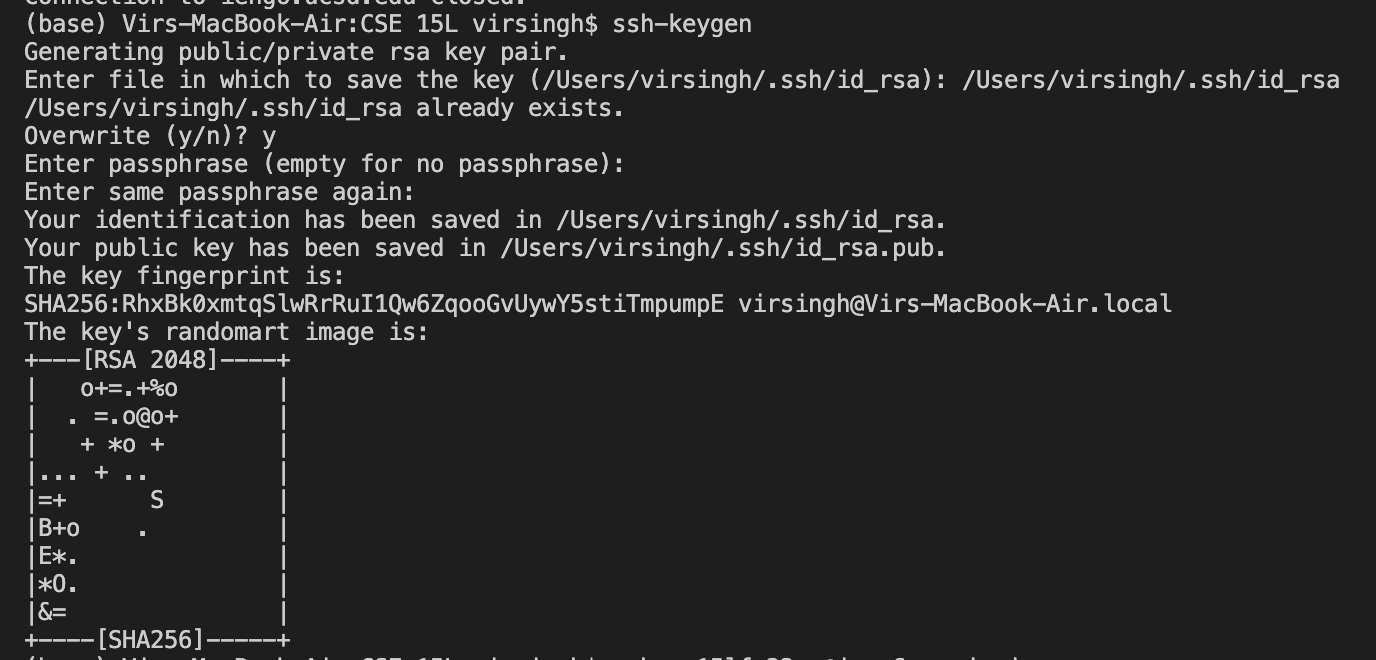 (base) Virs-MacBook-Air:CSE 15L virsingh$ ssh-keygen
Generating public/private rsa key pair.
Enter file in which to save the key (/Users/virsingh/.ssh/id_rsa): /Users/virsingh/.ssh/id_rsa
/Users/virsingh/.ssh/id_rsa already exists.
Overwrite (y/n)? y
Enter passphrase (empty for no passphrase):
Enter same passphrase again:
Your identification has been saved in /Users/virsingh/.ssh/id_rsa.
Your public key has been saved in /Users/virsingh/.ssh/id_rsa.pub.
The key fingerprint is:
SHA256:RhxBk0xmtqSlwRrRuI1Qw6ZqooGvUywY5stiTmpumpE virsingh@Virs-MacBook-Air.local
The key's randomart image is:
+---[RSA 2048]----+
|   o+=.+%o       |
|  . =.o@o+       |
|   + *o +        |
|... + ..         |
|=+      S        |
|B+o    .         |
|E*.              |
|*O.              |
|&=               |
+----[SHA256]-----+